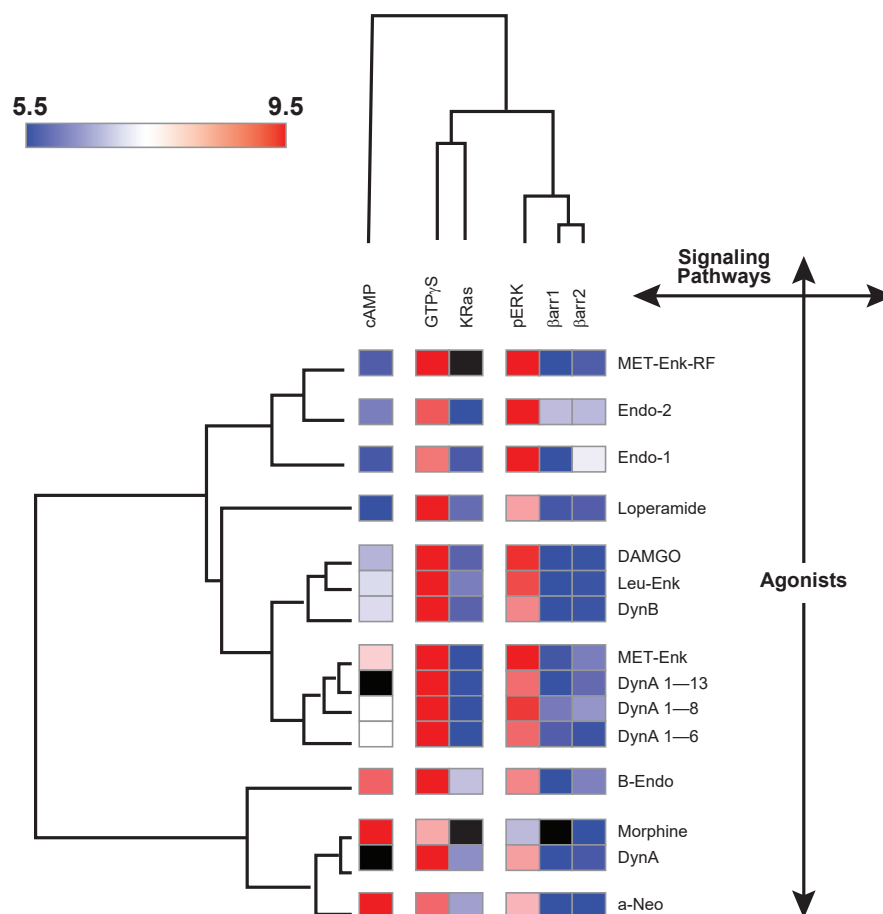 5.5 9.5
Signaling
Pathways
cAMP
GTPγS
KRas
pERK
βarr1
βarr2
MET-Enk-RF
Endo-2
Endo-1
Loperamide
DAMGO
Leu-Enk
DynB
Agonists
MET-Enk
DynA 1—13
DynA 1—8
DynA 1—6
B-Endo
Morphine
DynA
a-Neo